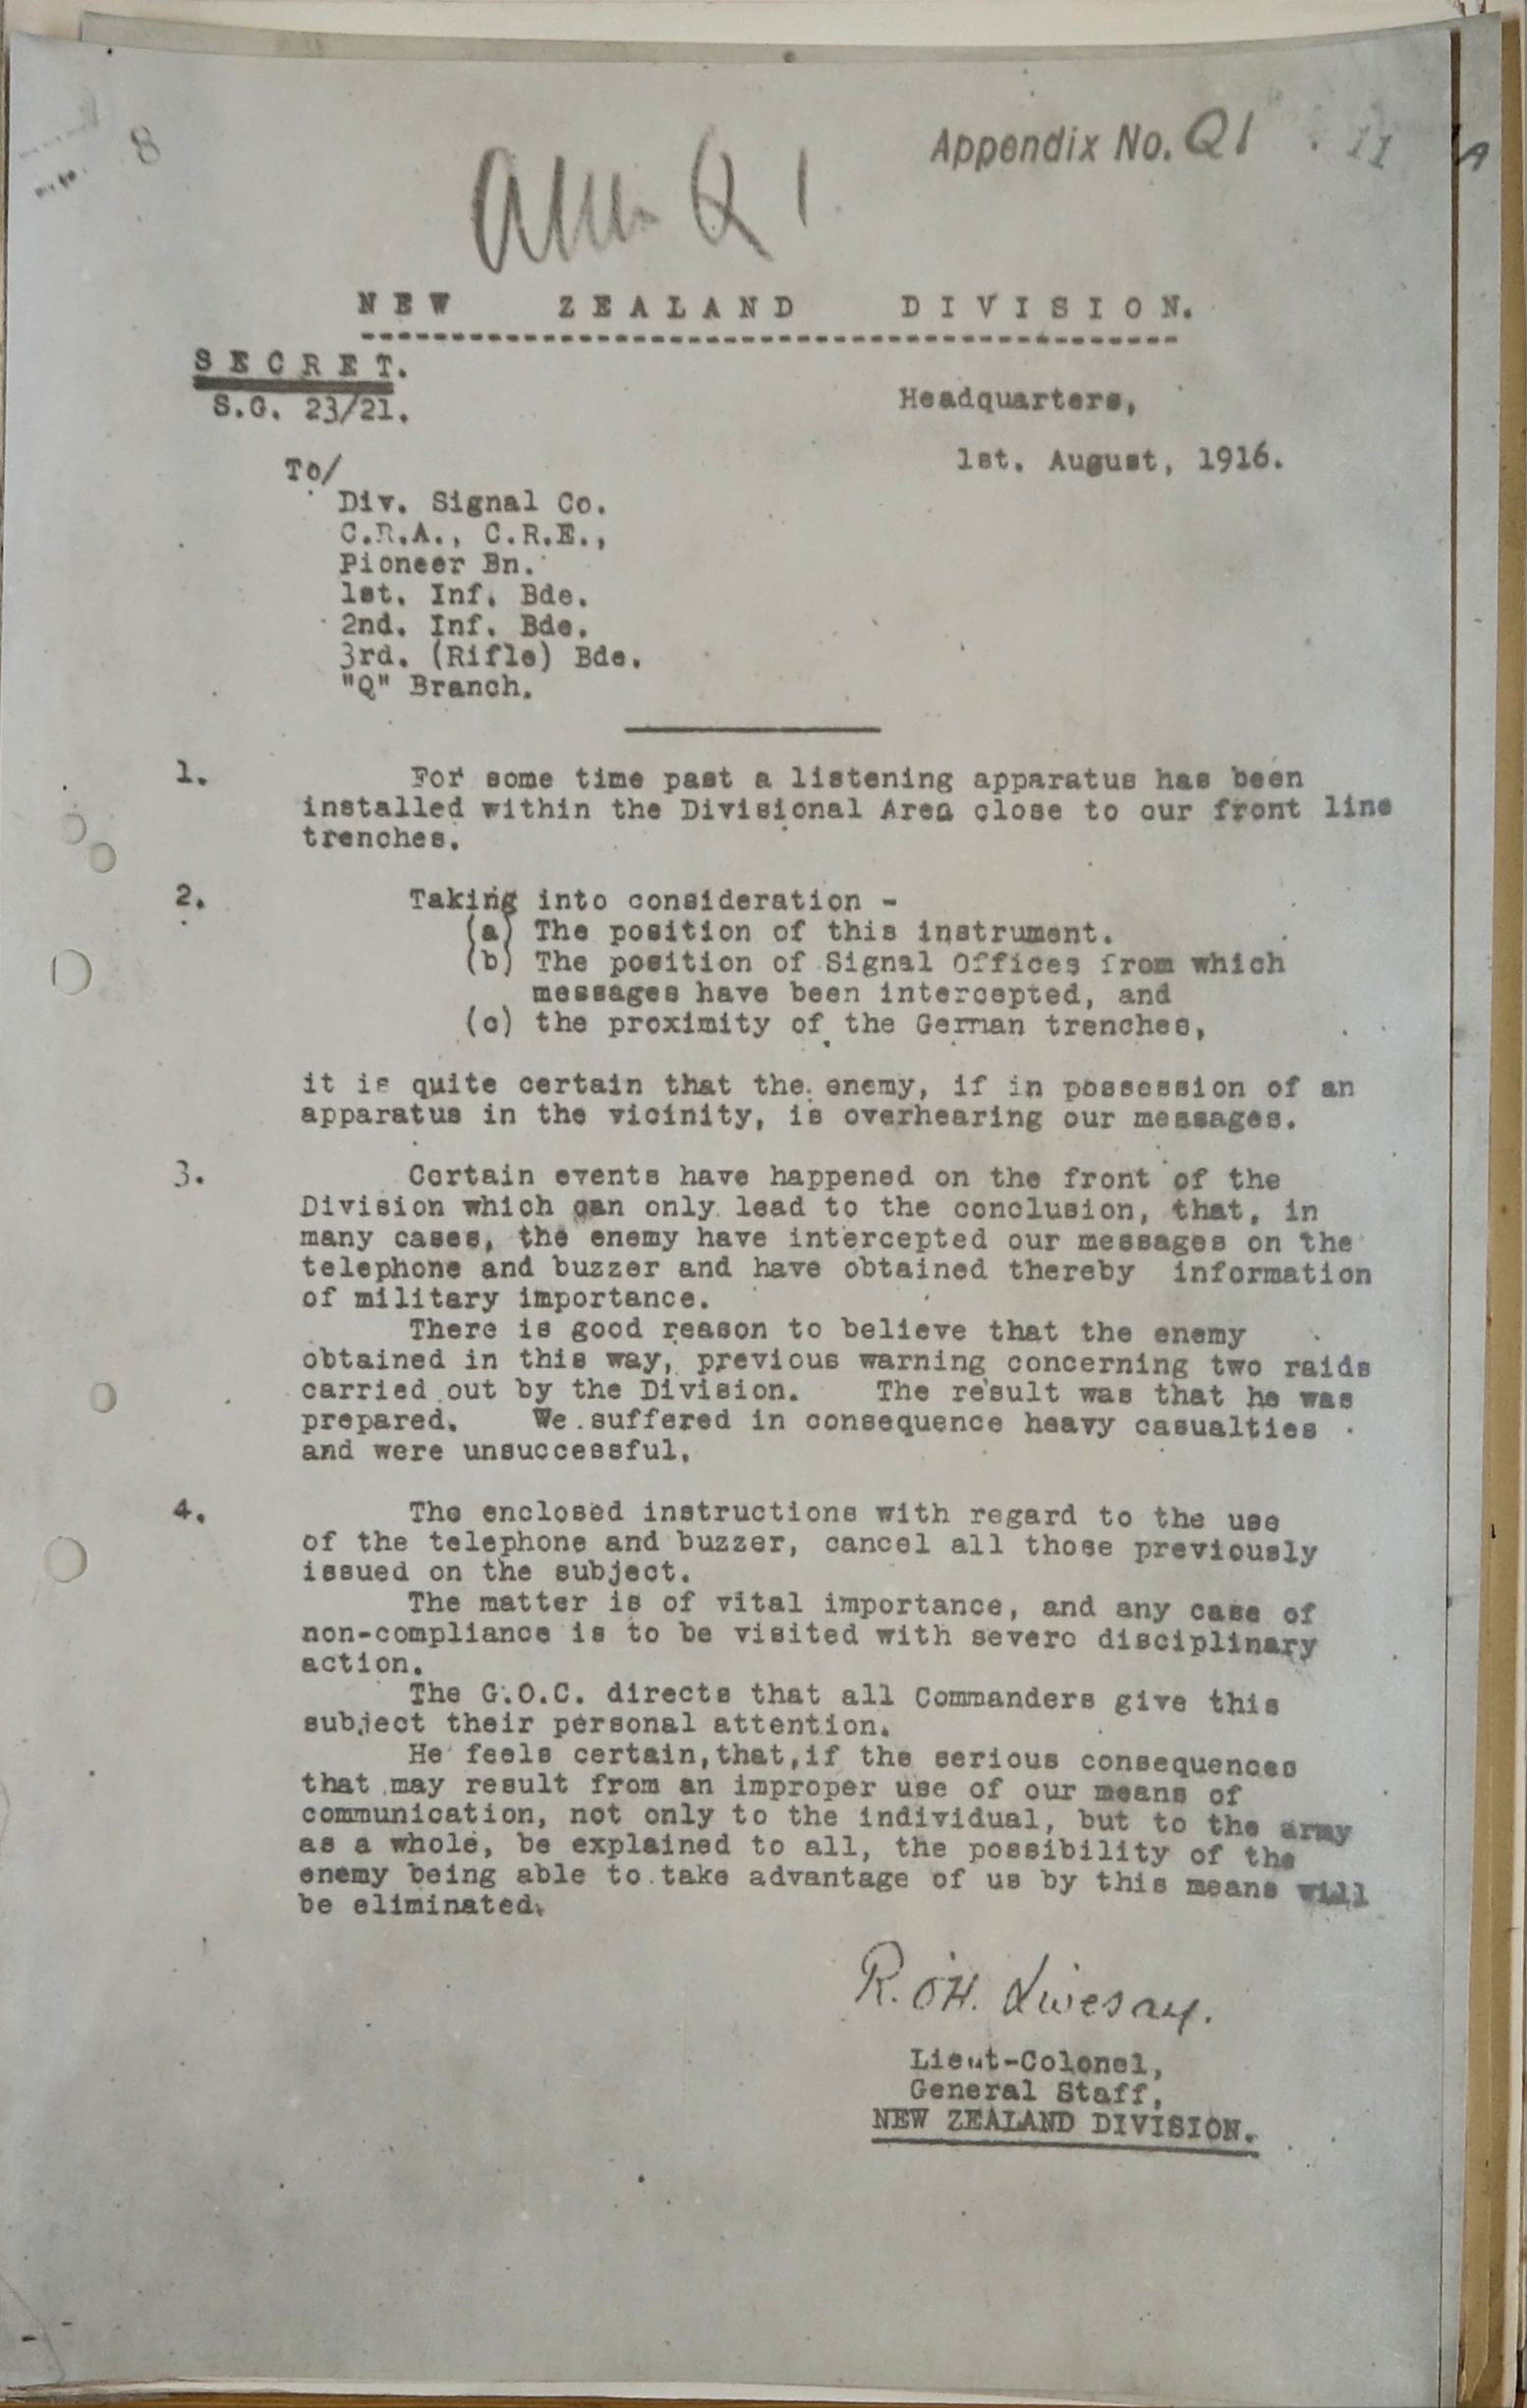 8
Appendix No. Q1
11
A
Q 1
NEW ZEALAND DIVISION.
SECRET.
S.G. 23/21.
Headquarters,
1st. August, 1916.
To/
Div. Signal Co.
C.R.A., C.R.E.,
Pioneer Bn.
1st. Inf. Bde.
2nd. Inf. Bde.
3rd. (Rifle) Bde.
"Q" Branch.
1. For some time past a listening apparatus has been
installed within the Divisional Area close to our front line
trenches.
2. Taking into consideration -
(a) The position of this instrument.
(b) The position of Signal Offices from which
messages have been intercepted, and
(c) the proximity of the German trenches,
it is quite certain that the enemy, if in possession of an
apparatus in the vicinity, is overhearing our messages.
3. Certain events have happened on the front of the
Division which can only lead to the conclusion, that, in
many cases, the enemy have intercepted our messages on the
telephone and buzzer and have obtained thereby information
of military importance.
There is good reason to believe that the enemy
obtained in this way, previous warning concerning two raids
carried out by the Division. The result was that he was
prepared. We suffered in consequence heavy casualties
and were unsuccessful.
4. The enclosed instructions with regard to the use
of the telephone and buzzer, cancel all those previously
issued on the subject.
The matter is of vital importance, and any case of
non-compliance is to be visited with severe disciplinary
action.
The G.O.C. directs that all Commanders give this
subject their personal attention.
He feels certain, that, if the serious consequences
that may result from an improper use of our means of
communication, not only to the individual, but to the army
as a whole, be explained to all, the possibility of the
enemy being able to take advantage of us by this means will
be eliminated.
R. O'H. Livesay.
Lieut-Colonel,
General Staff,
NEW ZEALAND DIVISION.